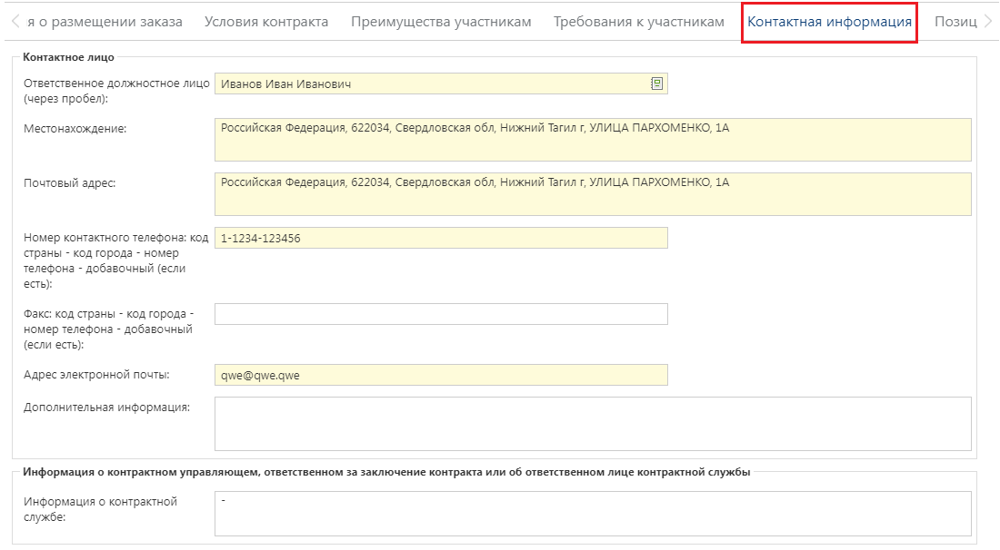 я о размещении заказа Условия контракта Преимущества участникам Требования к участникам Контактная информация Позиц
Контактное лицо
Ответственное должностное лицо
(через пробел):
Иванов Иван Иванович
Местонахождение:
Российская Федерация, 622034, Свердловская обл, Нижний Тагил г, УЛИЦА ПАРХОМЕНКО, 1А
Почтовый адрес:
Российская Федерация, 622034, Свердловская обл, Нижний Тагил г, УЛИЦА ПАРХОМЕНКО, 1А
Номер контактного телефона: код
страны - код города - номер
телефона - добавочный (если
есть):
1-1234-123456
Факс: код страны - код города -
номер телефона - добавочный
(если есть):
Адрес электронной почты:
qwe@qwe.qwe
Дополнительная информация:
Информация о контрактном управляющем, ответственном за заключение контракта или об ответственном лице контрактной службы
Информация о контрактной
службе:
-